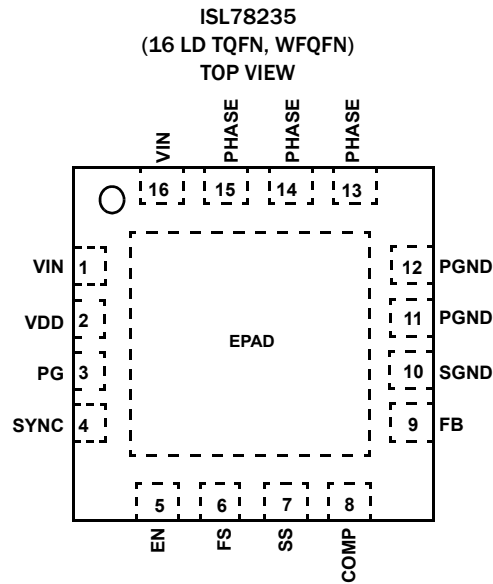 ISL78235
(16 LD TQFN, WFQFN)
TOP VIEW
VIN PHASE PHASE PHASE
16 15 14 13
VIN 1 12 PGND
VDD 2 11 PGND
EPAD
PG 3 10 SGND
SYNC 4 9 FB
5 6 7 8
EN FS SS COMP